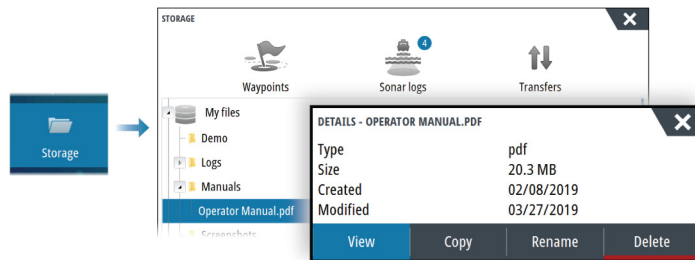 STORAGE
4
Waypoints Sonar logs Transfers
Storage
My files
Demo
Logs
Manuals
Operator Manual.pdf
Screenshots
DETAILS - OPERATOR MANUAL.PDF
Type pdf
Size 20.3 MB
Created 02/08/2019
Modified 03/27/2019
View Copy Rename Delete